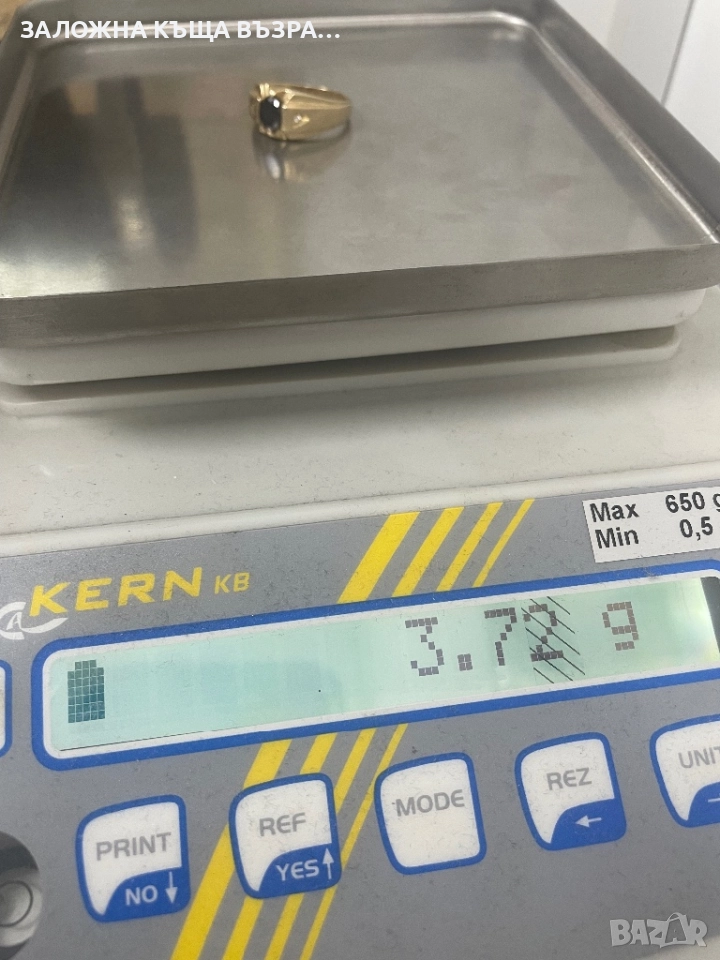 ЗАЛОЖНА КЪЩА ВЪЗРА...
Max 650 g
Min 0,5
KERN KB
3.72 g
PRINT
NO
REF
YES
MODE
REZ
UNIT
BAZAR